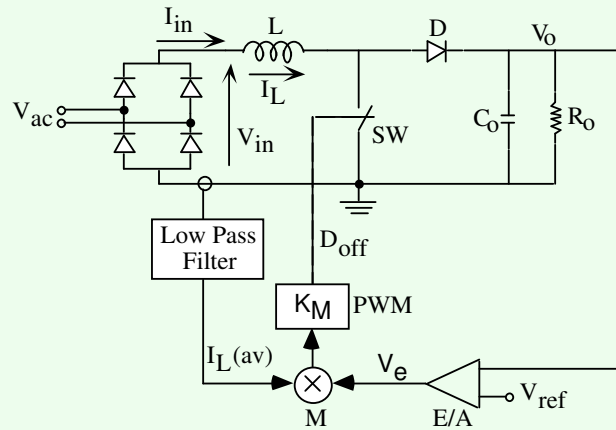 I_in
L
D
V_o
V_ac
V_in
I_L
SW
C_o
R_o
Low Pass
Filter
D_off
K_M
PWM
I_L(av)
×
M
V_e
E/A
V_ref